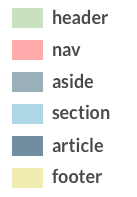 header
nav
aside
section
article
footer